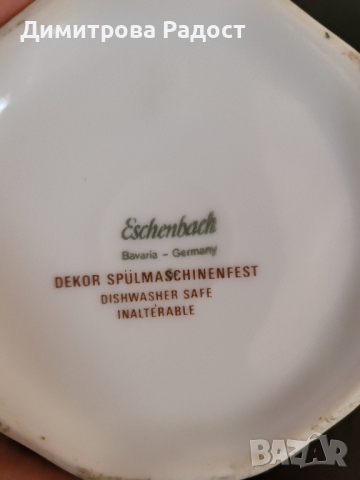 Димитрова Радост
Eschenbach
Bavaria - Germany
DEKOR SPÜLMASCHINENFEST
DISHWASHER SAFE
INALTÉRABLE
BAZAR